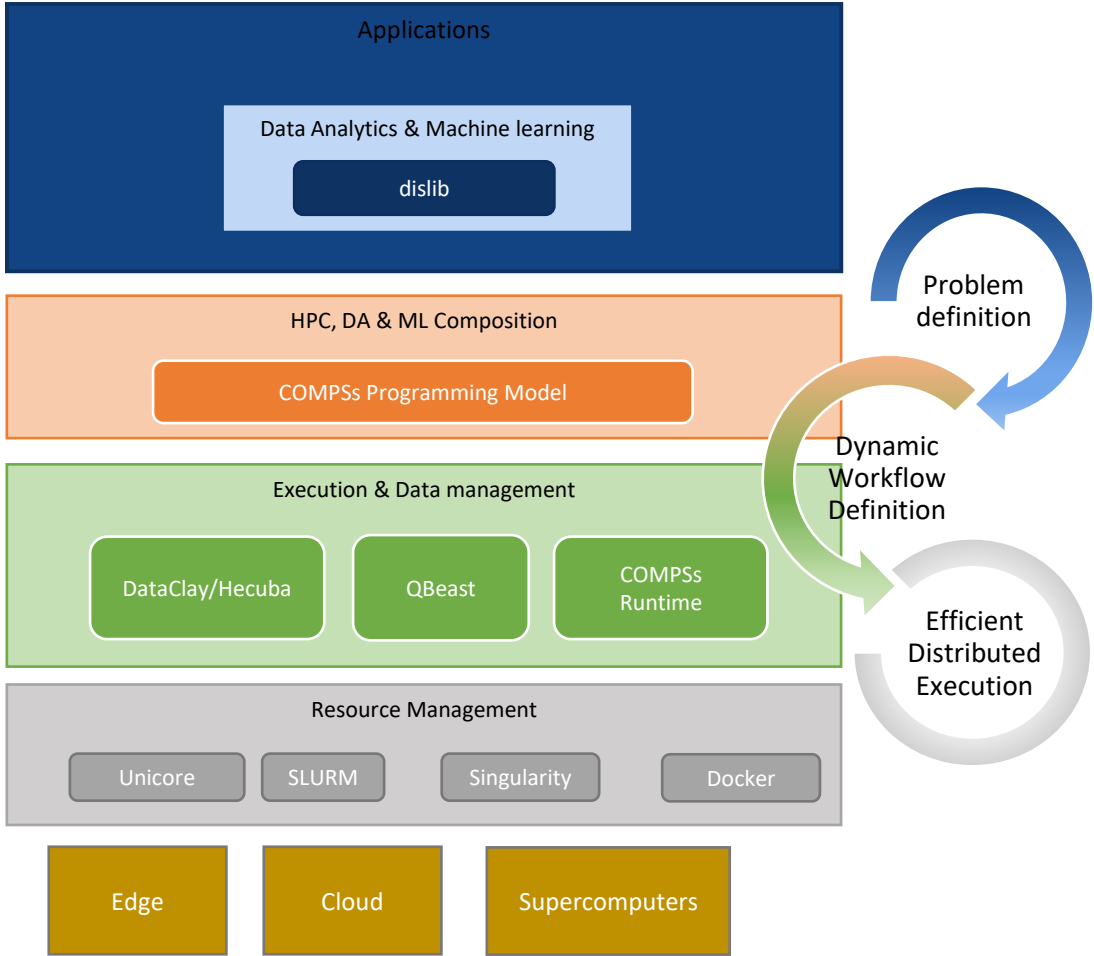 Applications
Data Analytics & Machine learning
dislib
HPC, DA & ML Composition
COMPSs Programming Model
Execution & Data management
DataClay/Hecuba
QBeast
COMPSs
Runtime
Resource Management
Unicore
SLURM
Singularity
Docker
Edge
Cloud
Supercomputers
Problem
definition
Dynamic
Workflow
Definition
Efficient
Distributed
Execution